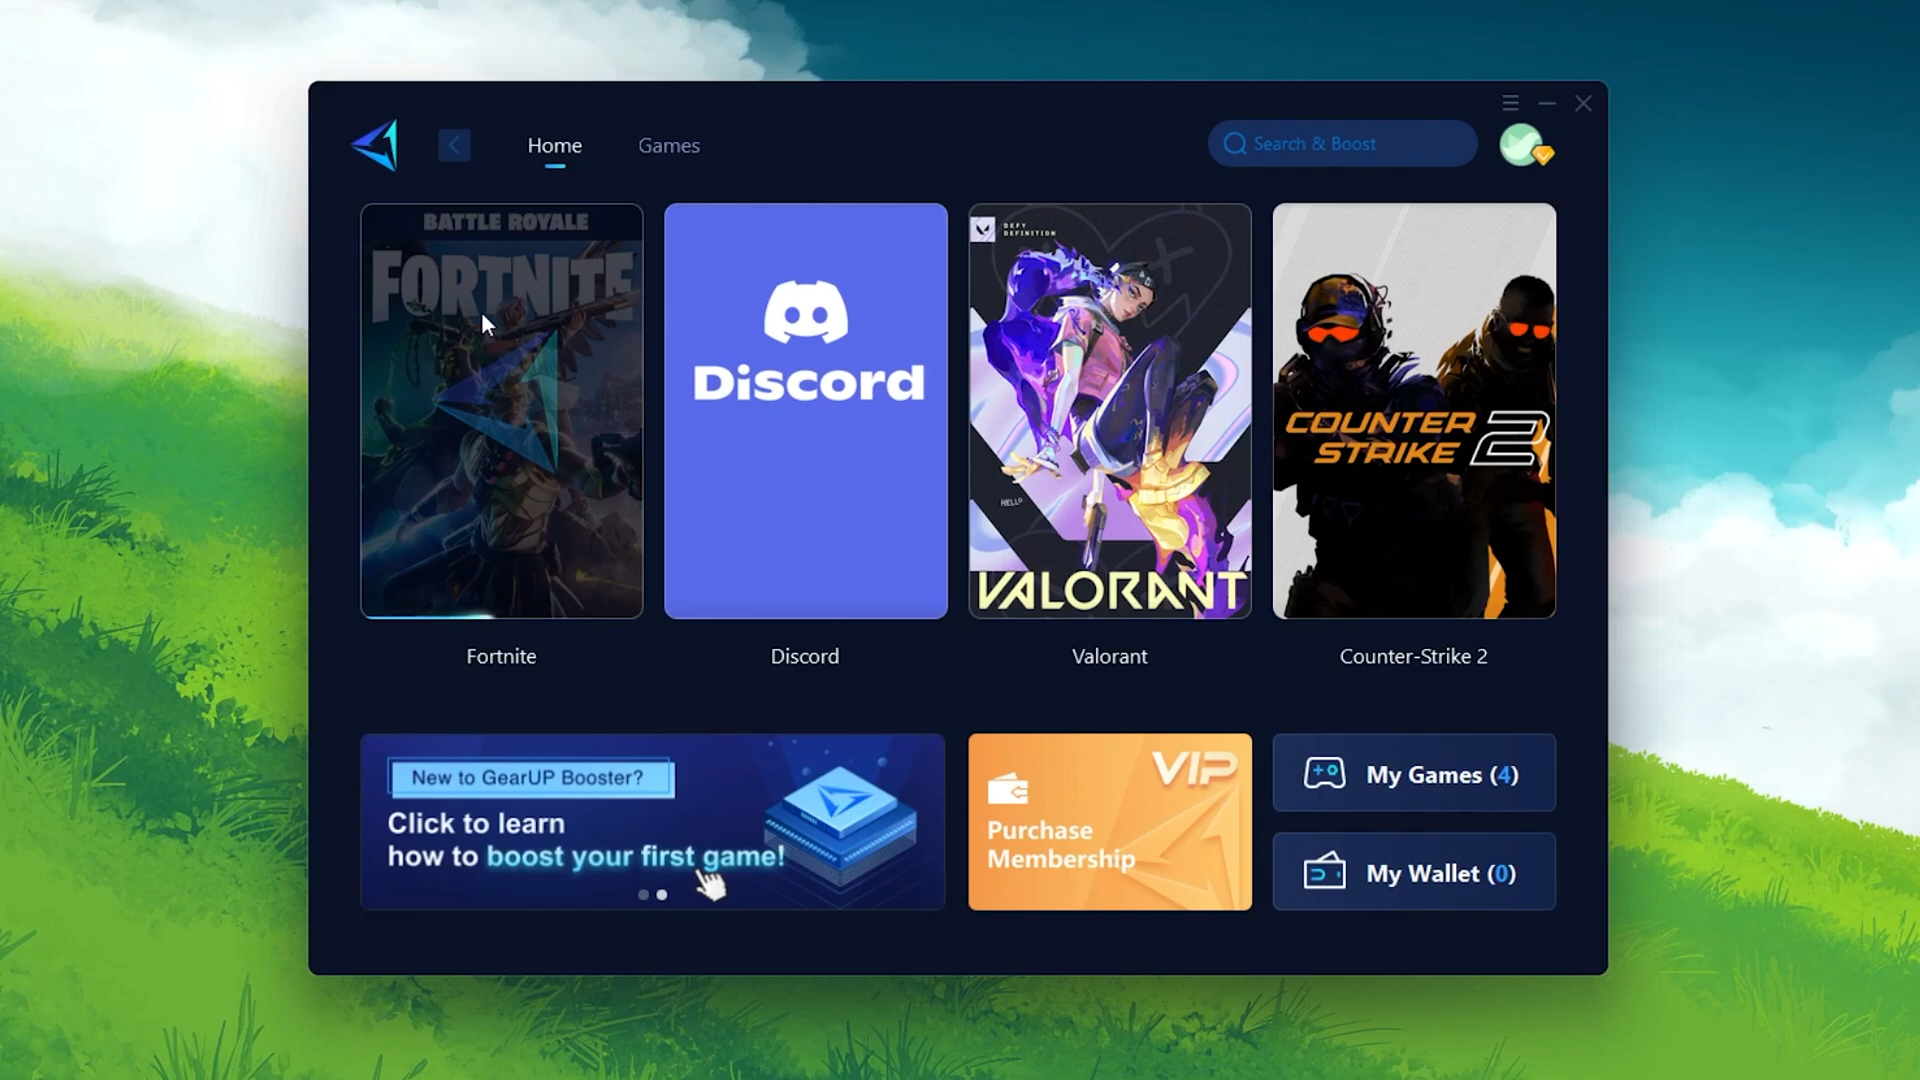 Home
Games
Search & Boost
BATTLE ROYALE
FORTNITE
Discord
DEFY
DEFINITION
HELLO
VALORANT
COUNTER
STRIKE 2
Fortnite
Discord
Valorant
Counter-Strike 2
New to GearUP Booster?
Click to learn
how to boost your first game!
VIP
Purchase
Membership
My Games (4)
My Wallet (0)